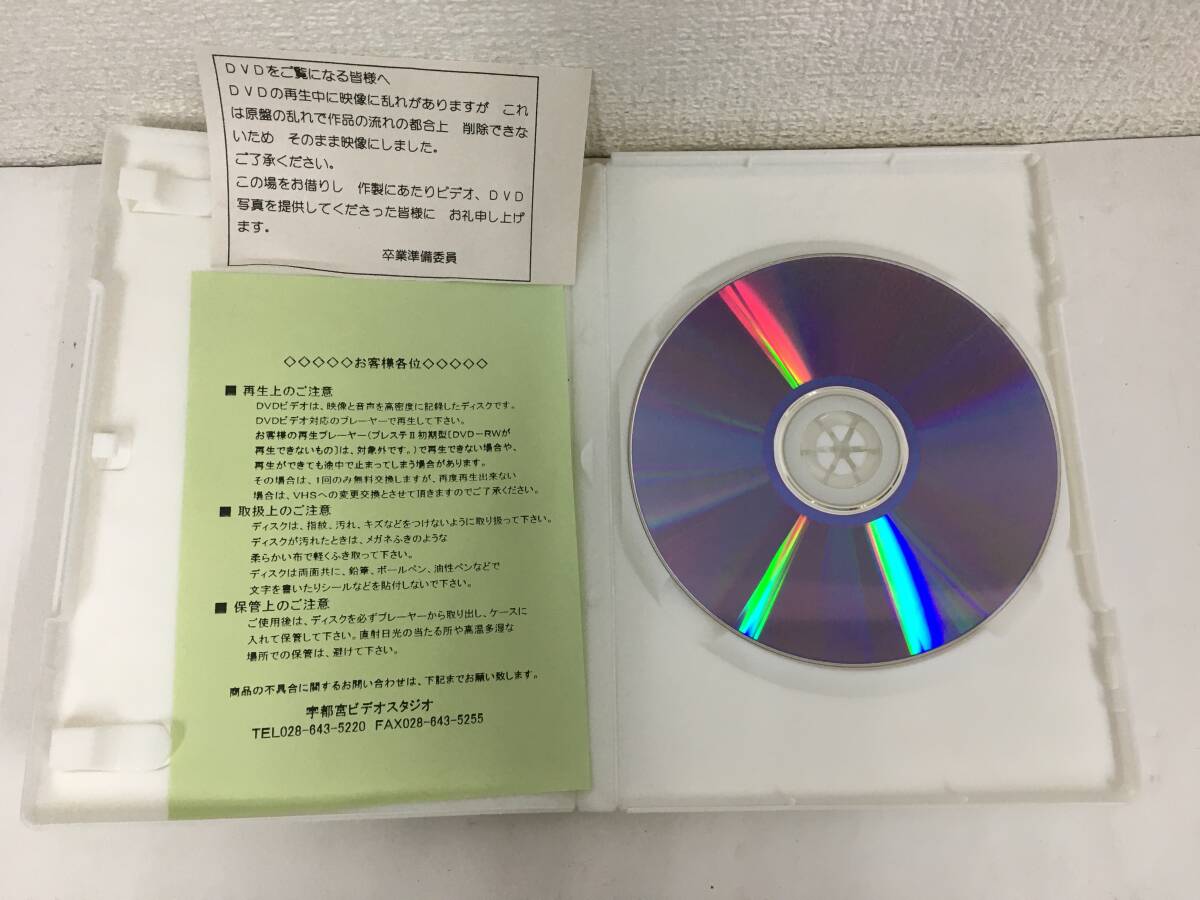 DVDをご覧になる皆様へ
DVDの再生中に映像に乱れがありますが これ
は原盤の乱れで作品の流れの都合上 削除できな
いため そのまま映像にしました。
ご了承ください。
この場をお借りし 作製にあたりビデオ、DVD
写真を提供してくださった皆様に お礼申し上げ
ます。
卒業準備委員
◇◇◇◇◇お客様各位◇◇◇◇◇
■ 再生上のご注意
DVDビデオは、映像と音声を高密度に記録したディスクです。
DVDビデオ対応のプレーヤーで再生して下さい。
お客様の再生プレーヤー(プレステⅡ初期型[DVD-RWが
再生できないもの]は、対象外です。)で再生できない場合や、
再生ができても途中で止まってしまう場合があります。
その場合は、1回のみ無料交換しますが、再度再生出来ない
場合は、VHSへの変更交換とさせて頂きますのでご了承ください。
■ 取扱上のご注意
ディスクは、指紋、汚れ、キズなどをつけないように取り扱って下さい。
ディスクが汚れたときは、メガネふきのような
柔らかい布で軽くふき取って下さい。
ディスクは両面共に、鉛筆、ボールペン、油性ペンなどで
文字を書いたりシールなどを貼付しないで下さい。
■ 保管上のご注意
ご使用後は、ディスクを必ずプレーヤーから取り出し、ケースに
入れて保管して下さい。直射日光の当たる所や高温多湿な
場所での保管は、避けて下さい。
商品の不具合に関するお問い合わせは、下記までお願い致します。
宇都宮ビデオスタジオ
TEL028-643-5220 FAX028-643-5255